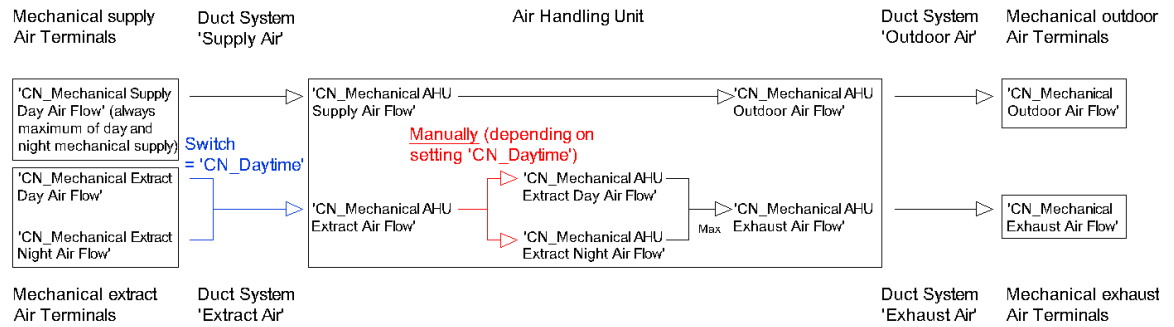 Mechanical supply
Air Terminals
Duct System
'Supply Air'
Air Handling Unit
Duct System
'Outdoor Air'
Mechanical outdoor
Air Terminals
'CN_Mechanical Supply
Day Air Flow' (always
maximum of day and
night mechanical supply)
'CN_Mechanical AHU
Supply Air Flow'
'CN_Mechanical AHU
Outdoor Air Flow'
'CN_Mechanical
Outdoor Air Flow'
Switch
= 'CN_Daytime'
Manually (depending on
setting 'CN_Daytime')
'CN_Mechanical Extract
Day Air Flow'
'CN_Mechanical Extract
Night Air Flow'
'CN_Mechanical AHU
Extract Air Flow'
'CN_Mechanical AHU
Extract Day Air Flow'
'CN_Mechanical AHU
Extract Night Air Flow'
Max
'CN_Mechanical AHU
Exhaust Air Flow'
'CN_Mechanical
Exhaust Air Flow'
Mechanical extract
Air Terminals
Duct System
'Extract Air'
Duct System
'Exhaust Air'
Mechanical exhaust
Air Terminals